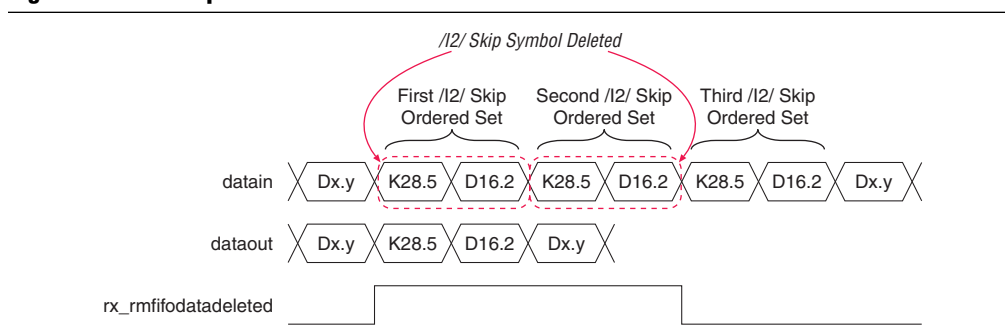 /I2/ Skip Symbol Deleted
First /I2/ Skip
Ordered Set
Second /I2/ Skip
Ordered Set
Third /I2/ Skip
Ordered Set
datain Dx.y K28.5 D16.2 K28.5 D16.2 K28.5 D16.2 Dx.y
dataout Dx.y K28.5 D16.2 Dx.y
rx_rmfifodatadeleted